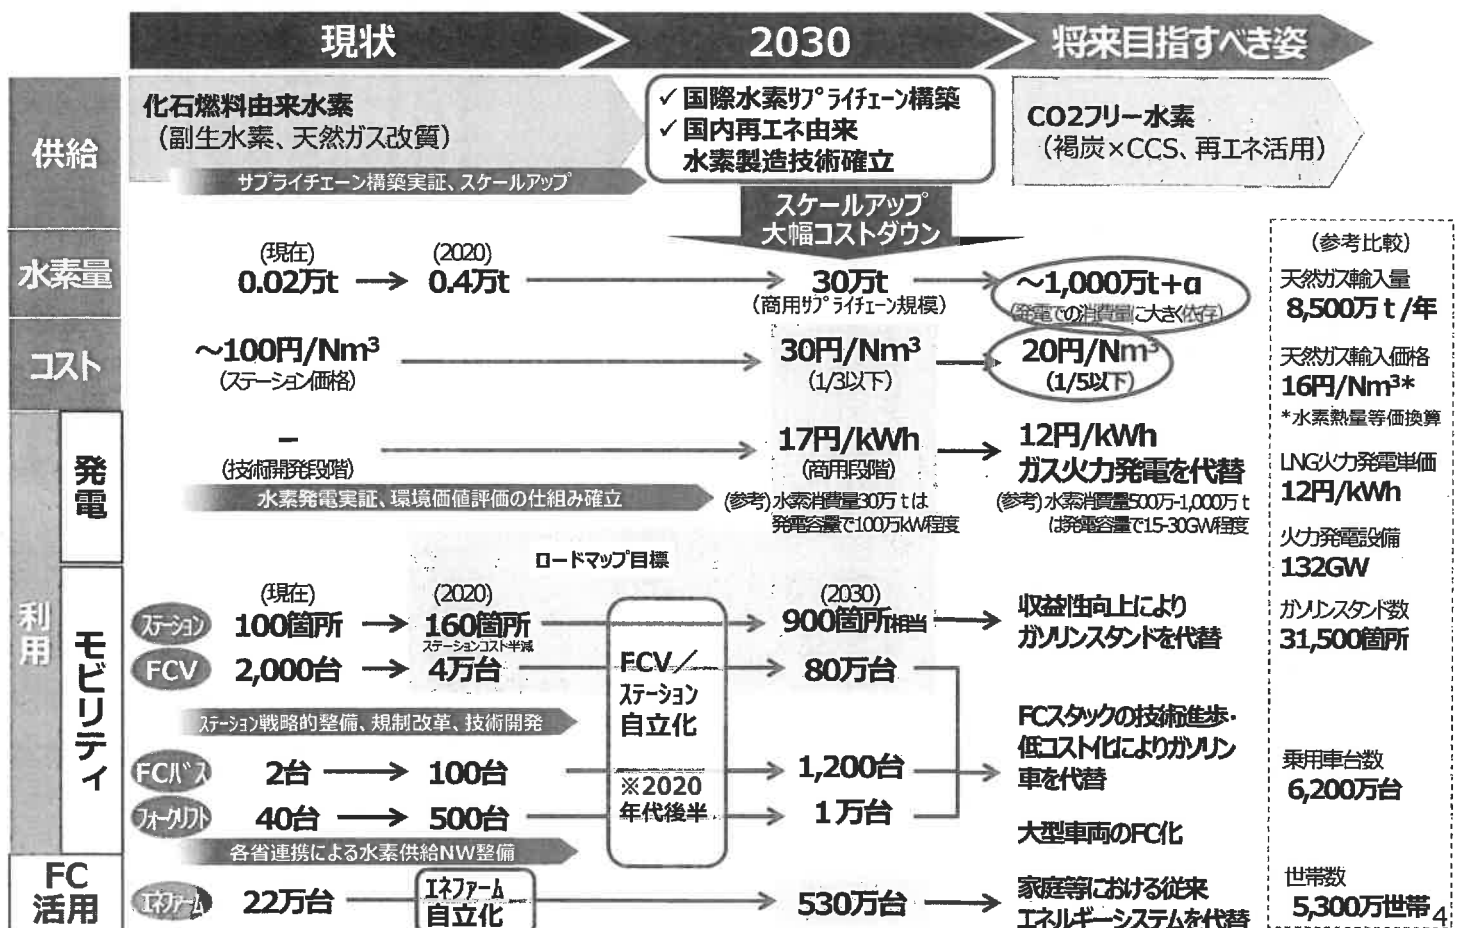 現状
2030
将来目指すべき姿
供給
化石燃料由来水素
(副生水素、天然ガス改質)
サプライチェーン構築実証、スケールアップ
✓国際水素サプライチェーン構築
✓国内再エネ由来
水素製造技術確立
CO2フリー水素
(褐炭×CCS、再エネ活用)
スケールアップ
大幅コストダウン
水素量
(現在)
0.02万t
(2020)
0.4万t
30万t
(商用サプライチェーン規模)
～1,000万t+α
(発電での消費量に大きく依存)
コスト
～100円/Nm³
(ステーション価格)
30円/Nm³
(1/3以下)
20円/Nm³
(1/5以下)
利用
発電
－
(技術開発段階)
水素発電実証、環境価値評価の仕組み確立
17円/kWh
(商用段階)
(参考)水素消費量30万tは
発電容量で100万kW程度
12円/kWh
ガス火力発電を代替
(参考)水素消費量500万-1,000万t
は発電容量で15-30GW程度
ロードマップ目標
モビリティ
(現在)
(2020)
(2030)
ステーション
100箇所
160箇所
ステーションコスト半減
900箇所相当
収益性向上により
ガソリンスタンドを代替
FCV
2,000台
4万台
80万台
FCV／
ステーション
自立化
※2020
年代後半
ステーション戦略的整備、規制改革、技術開発
FCバス
2台
100台
1,200台
フォークリフト
40台
500台
1万台
FCスタックの技術進歩・
低コスト化によりガソリン
車を代替
大型車両のFC化
各省連携による水素供給NW整備
FC
活用
エネファーム
22万台
エネファーム
自立化
530万台
家庭等における従来
エネルギーシステムを代替
(参考比較)
天然ガス輸入量
8,500万ｔ/年
天然ガス輸入価格
16円/Nm³*
*水素熱量等価換算
LNG火力発電単価
12円/kWh
火力発電設備
132GW
ガソリンスタンド数
31,500箇所
乗用車台数
6,200万台
世帯数
5,300万世帯
4